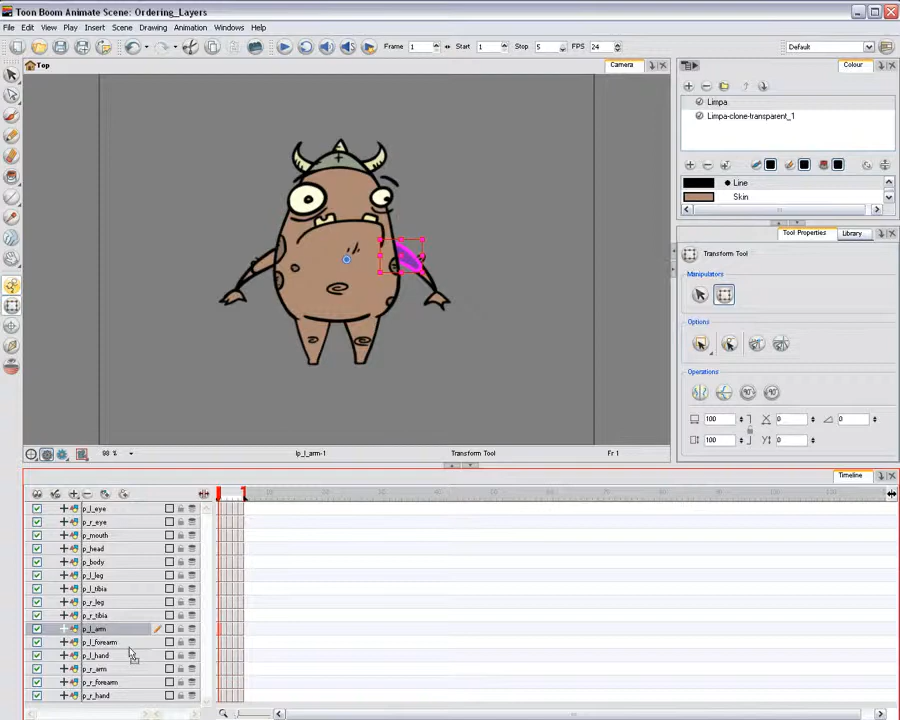 Toon Boom Animate Scene: Ordering_Layers
File Edit View Play Insert Scene Drawing Animation Windows Help
Frame 1 Start 1 Stop 5 FPS 24 Default
Top Camera Colour
Limpa
Limpa-clone-transparent_1
Line
Skin
Tool Properties Library
Transform Tool
Manipulators
Options
Operations
100 0 0
100 0
98 % lp_l_arm-1 Transform Tool Fr 1
Timeline
p_l_eye
p_r_eye
p_mouth
p_head
p_body
p_l_leg
p_l_tibia
p_r_leg
p_r_tibia
p_l_arm
p_l_forearm
p_l_hand
p_r_arm
p_r_forearm
p_r_hand